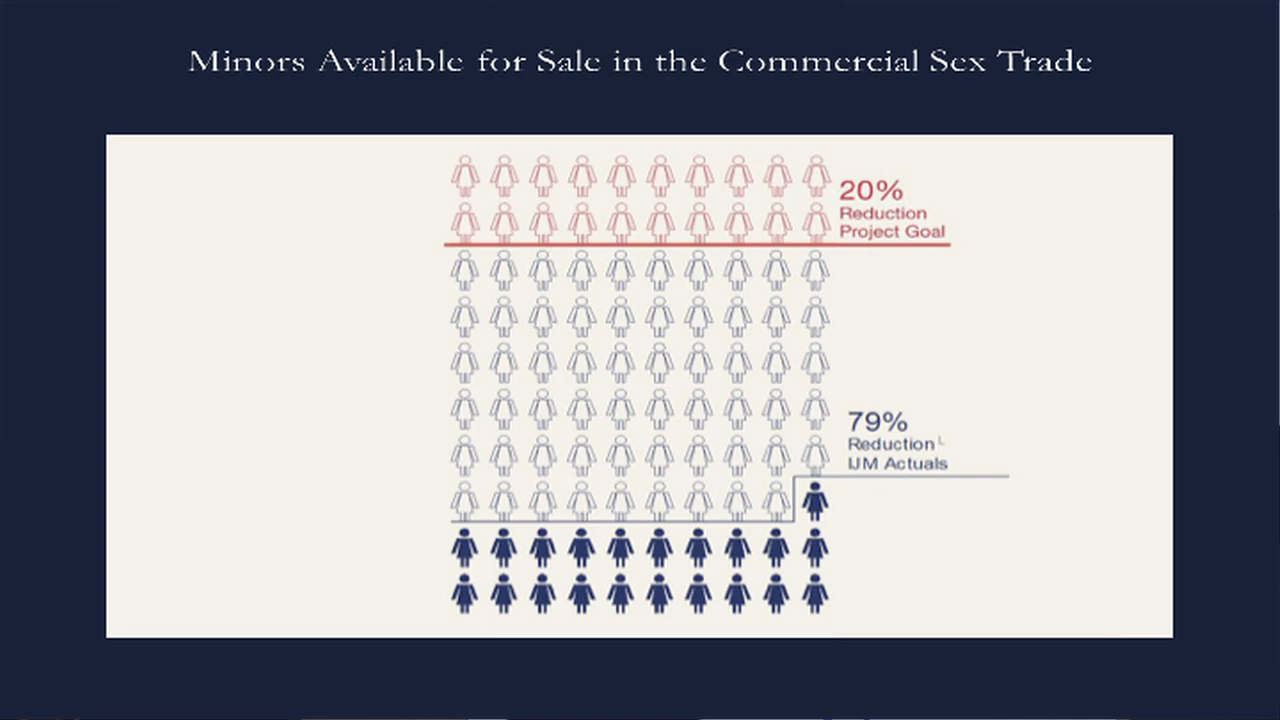 Minors Available for Sale in the Commercial Sex Trade
20%
Reduction
Project Goal
79%
Reduction
IJM Actuals